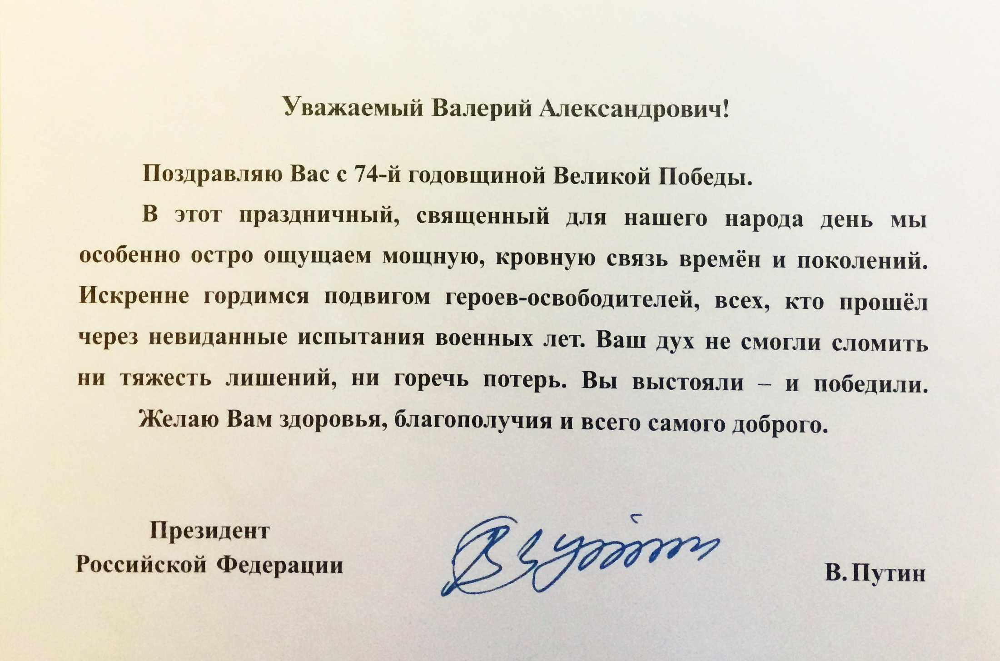 Уважаемый Валерий Александрович!
Поздравляю Вас с 74-й годовщиной Великой Победы.
В этот праздничный, священный для нашего народа день мы
особенно остро ощущаем мощную, кровную связь времён и поколений.
Искренне гордимся подвигом героев-освободителей, всех, кто прошёл
через невиданные испытания военных лет. Ваш дух не смогли сломить
ни тяжесть лишений, ни горечь потерь. Вы выстояли – и победили.
Желаю Вам здоровья, благополучия и всего самого доброго.
Президент
Российской Федерации
В. Путин